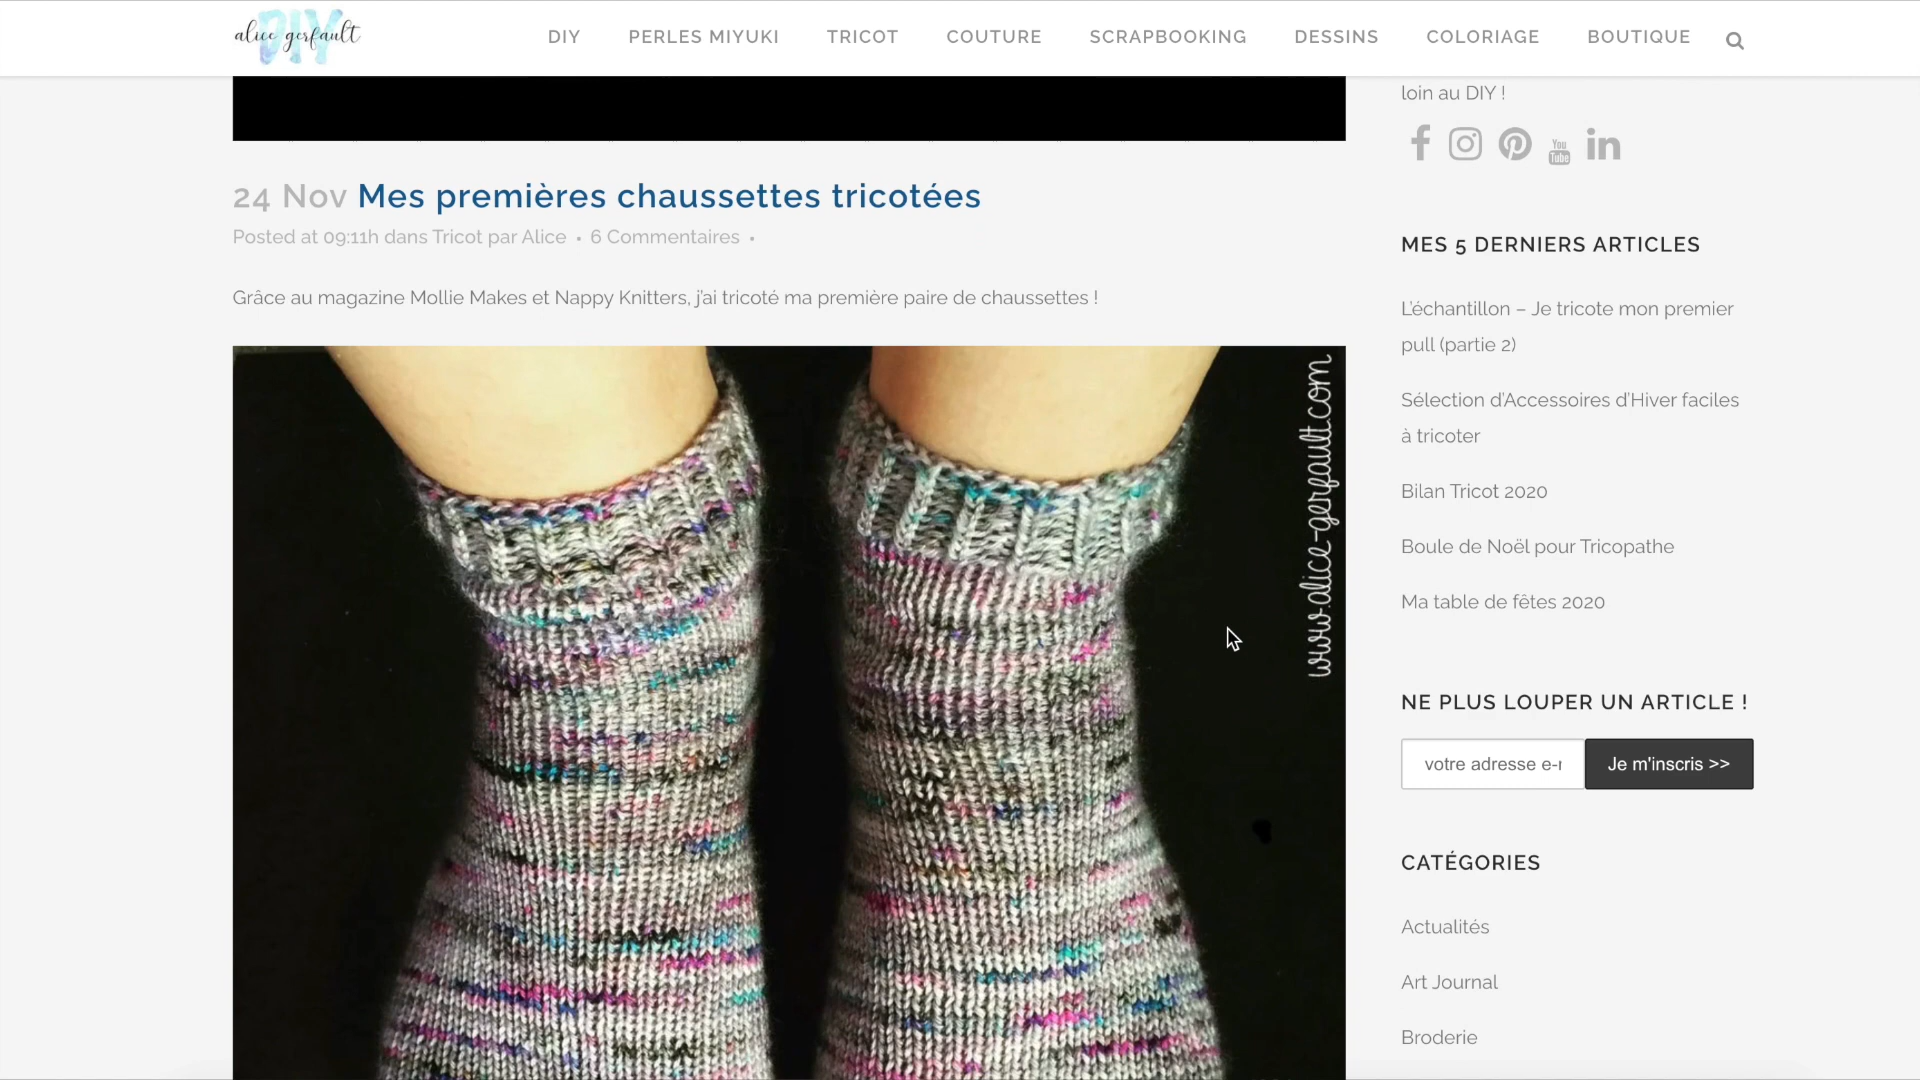 alice gerfault
DIY
DIY PERLES MIYUKI TRICOT COUTURE SCRAPBOOKING DESSINS COLORIAGE BOUTIQUE
loin au DIY !
You
Tube
24 Nov Mes premières chaussettes tricotées
Posted at 09:11h dans Tricot par Alice • 6 Commentaires •
Grâce au magazine Mollie Makes et Nappy Knitters, j'ai tricoté ma première paire de chaussettes !
www.alice-gerfault.com
MES 5 DERNIERS ARTICLES
L'échantillon – Je tricote mon premier
pull (partie 2)
Sélection d'Accessoires d'Hiver faciles
à tricoter
Bilan Tricot 2020
Boule de Noël pour Tricopathe
Ma table de fêtes 2020
NE PLUS LOUPER UN ARTICLE !
votre adresse e-
Je m'inscris >>
CATÉGORIES
Actualités
Art Journal
Broderie